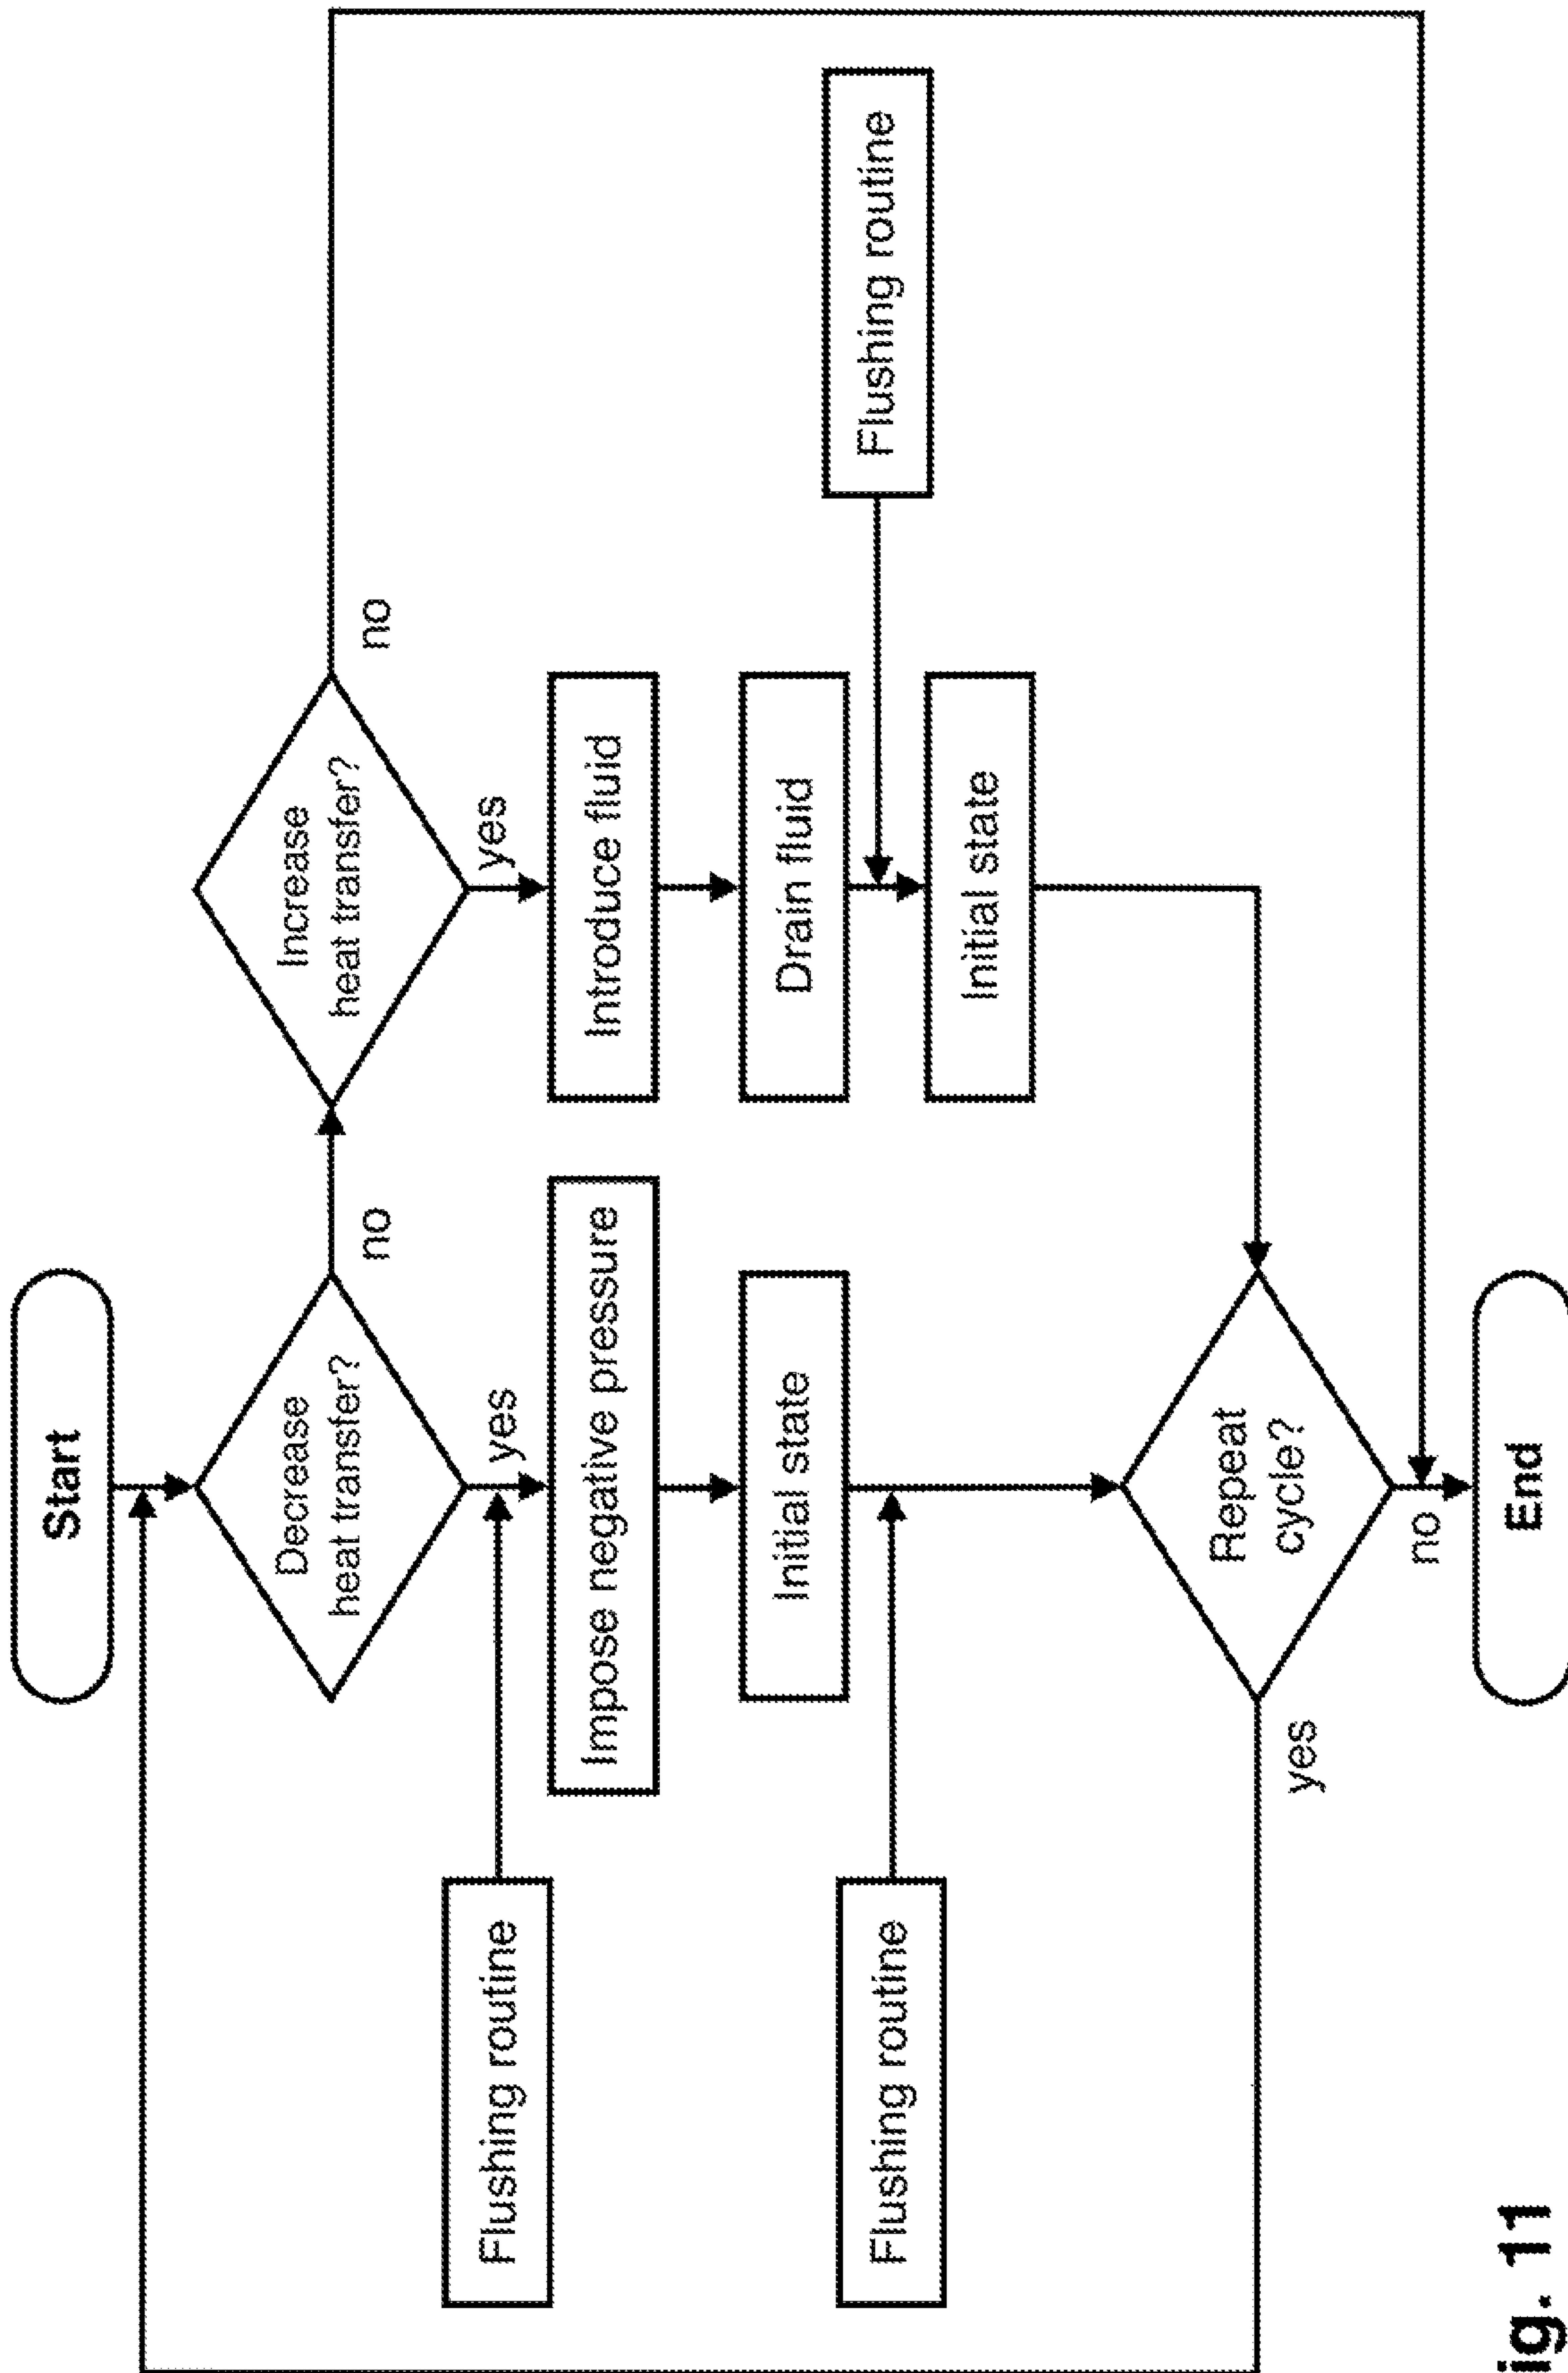 Start
Decrease
heat transfer?
no
Increase
heat transfer?
no
yes
yes
Flushing routine
Impose negative pressure
Introduce fluid
Initial state
Drain fluid
Flushing routine
Flushing routine
Initial state
Repeat
cycle?
yes
no
End
ig. 11